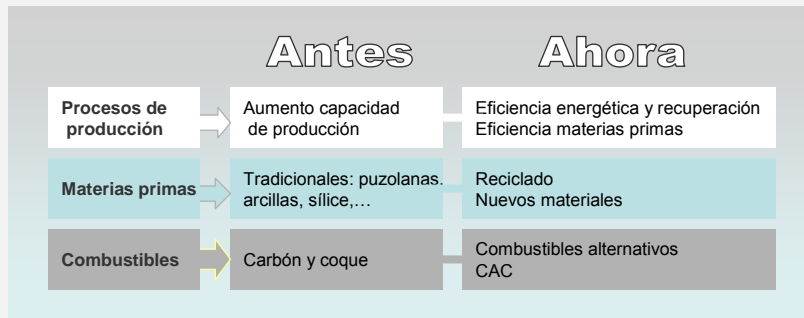 Antes
Ahora
Procesos de
producción
Aumento capacidad
de producción
Eficiencia energética y recuperación
Eficiencia materias primas
Materias primas
Tradicionales: puzolanas.
arcillas, sílice,...
Reciclado
Nuevos materiales
Combustibles
Carbón y coque
Combustibles alternativos
CAC